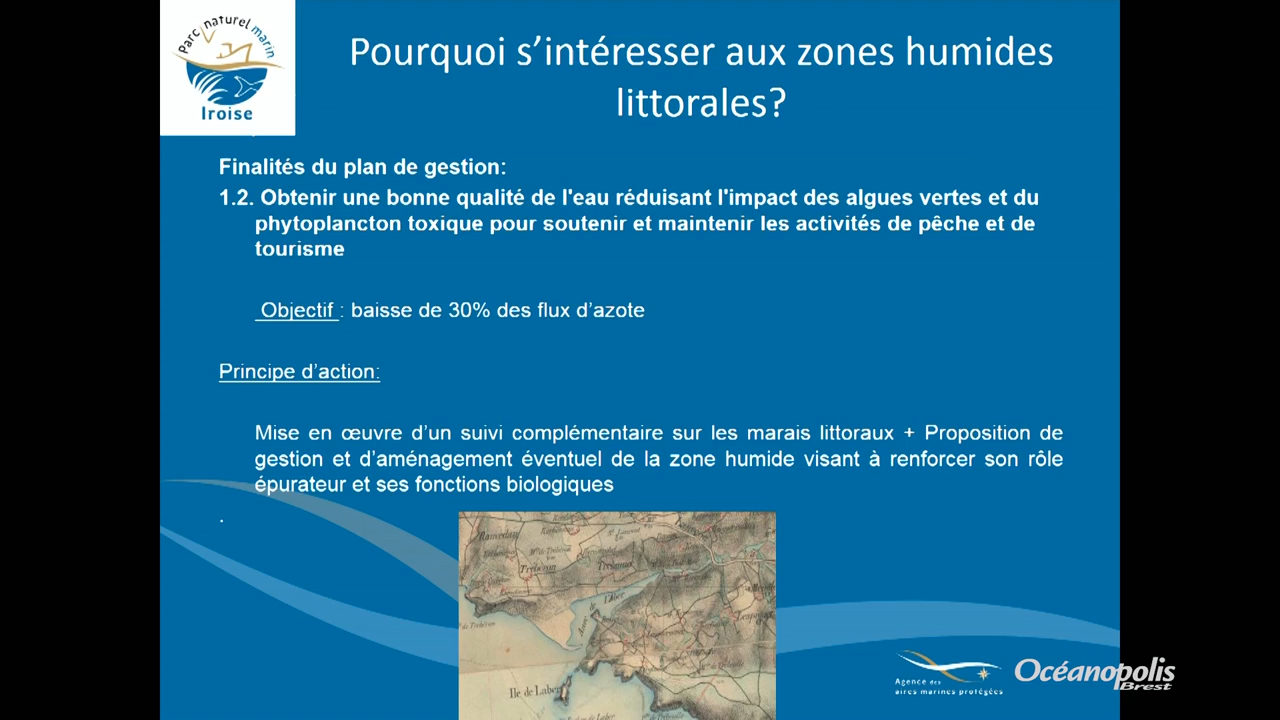 Parc naturel marin
Iroise
Pourquoi s’intéresser aux zones humides
littorales?
Finalités du plan de gestion:
1.2. Obtenir une bonne qualité de l'eau réduisant l'impact des algues vertes et du
phytoplancton toxique pour soutenir et maintenir les activités de pêche et de
tourisme
Objectif : baisse de 30% des flux d’azote
Principe d’action:
Mise en œuvre d’un suivi complémentaire sur les marais littoraux + Proposition de
gestion et d’aménagement éventuel de la zone humide visant à renforcer son rôle
épurateur et ses fonctions biologiques
.
Ile de Laber
Agence des
aires marines protégées
Océanopolis
Brest